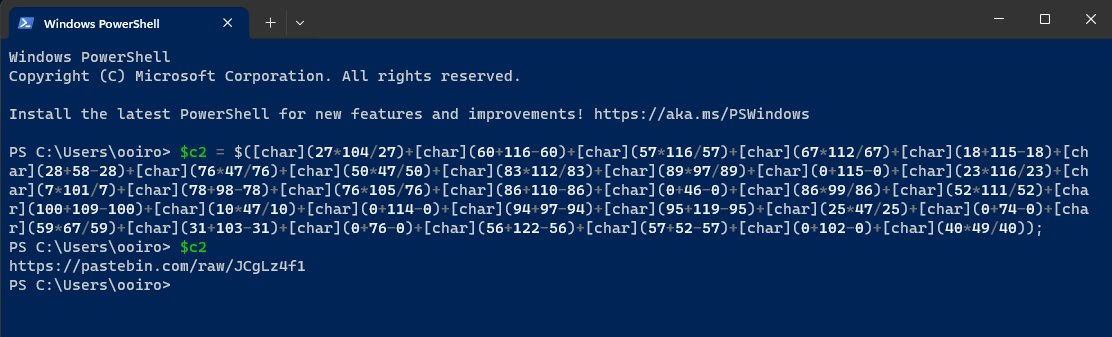 Windows PowerShell
Windows PowerShell
Copyright (C) Microsoft Corporation. All rights reserved.
Install the latest PowerShell for new features and improvements! https://aka.ms/PSWindows
PS C:\Users\ooiro> $c2 = $([char](27*104/27)+[char](60+116-60)+[char](57*116/57)+[char](67*112/67)+[char](18+115-18)+[ch
ar](28+58-28)+[char](76*47/76)+[char](50*47/50)+[char](83*112/83)+[char](89*97/89)+[char](0+115-0)+[char](23*116/23)+[ch
ar](7*101/7)+[char](78+98-78)+[char](76*105/76)+[char](86+110-86)+[char](0+46-0)+[char](86*99/86)+[char](52*111/52)+[cha
r](100+109-100)+[char](10*47/10)+[char](0+114-0)+[char](94+97-94)+[char](95+119-95)+[char](25*47/25)+[char](0+74-0)+[cha
r](59*67/59)+[char](31+103-31)+[char](0+76-0)+[char](56+122-56)+[char](57+52-57)+[char](0+102-0)+[char](40*49/40));
PS C:\Users\ooiro> $c2
https://pastebin.com/raw/JCgLz4f1
PS C:\Users\ooiro>